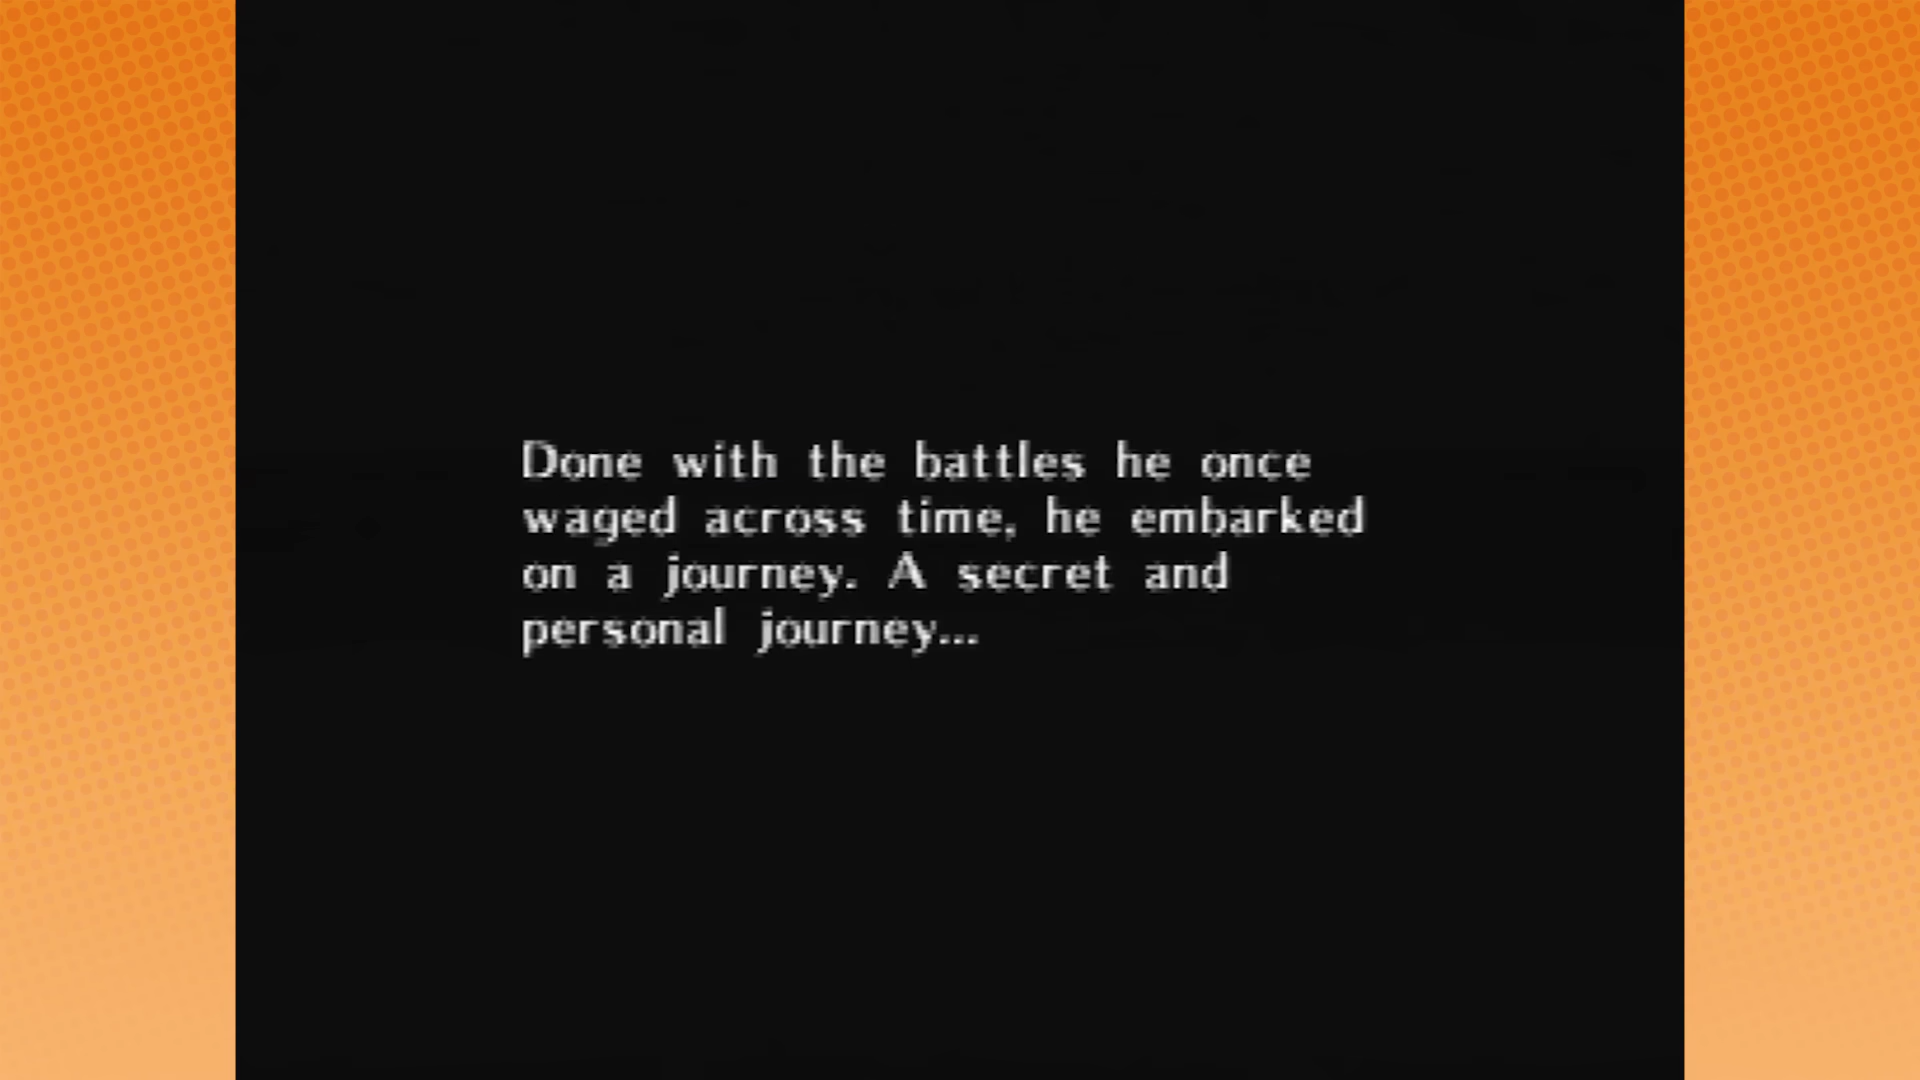 Done with the battles he once
waged across time, he embarked
on a journey. A secret and
personal journey...